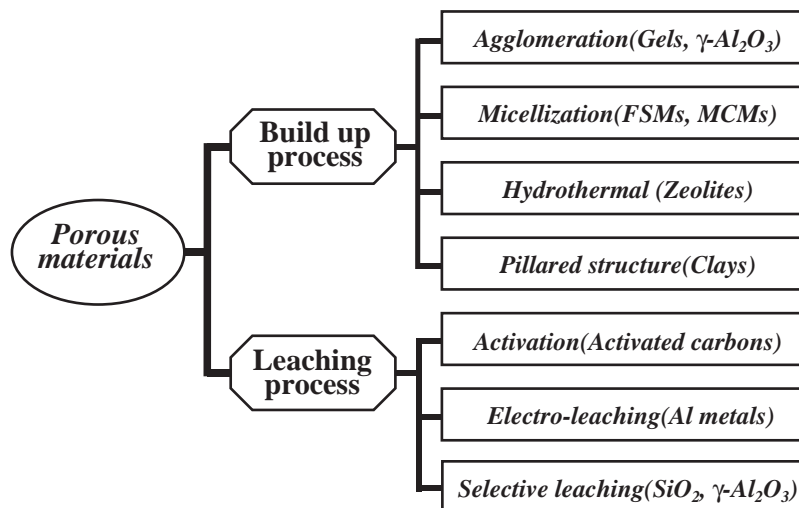 Agglomeration(Gels, γ-Al₂O₃)
Micellization(FSMs, MCMs)
Build up
process
Hydrothermal (Zeolites)
Pillared structure(Clays)
Porous
materials
Activation(Activated carbons)
Leaching
process
Electro-leaching(Al metals)
Selective leaching(SiO₂, γ-Al₂O₃)